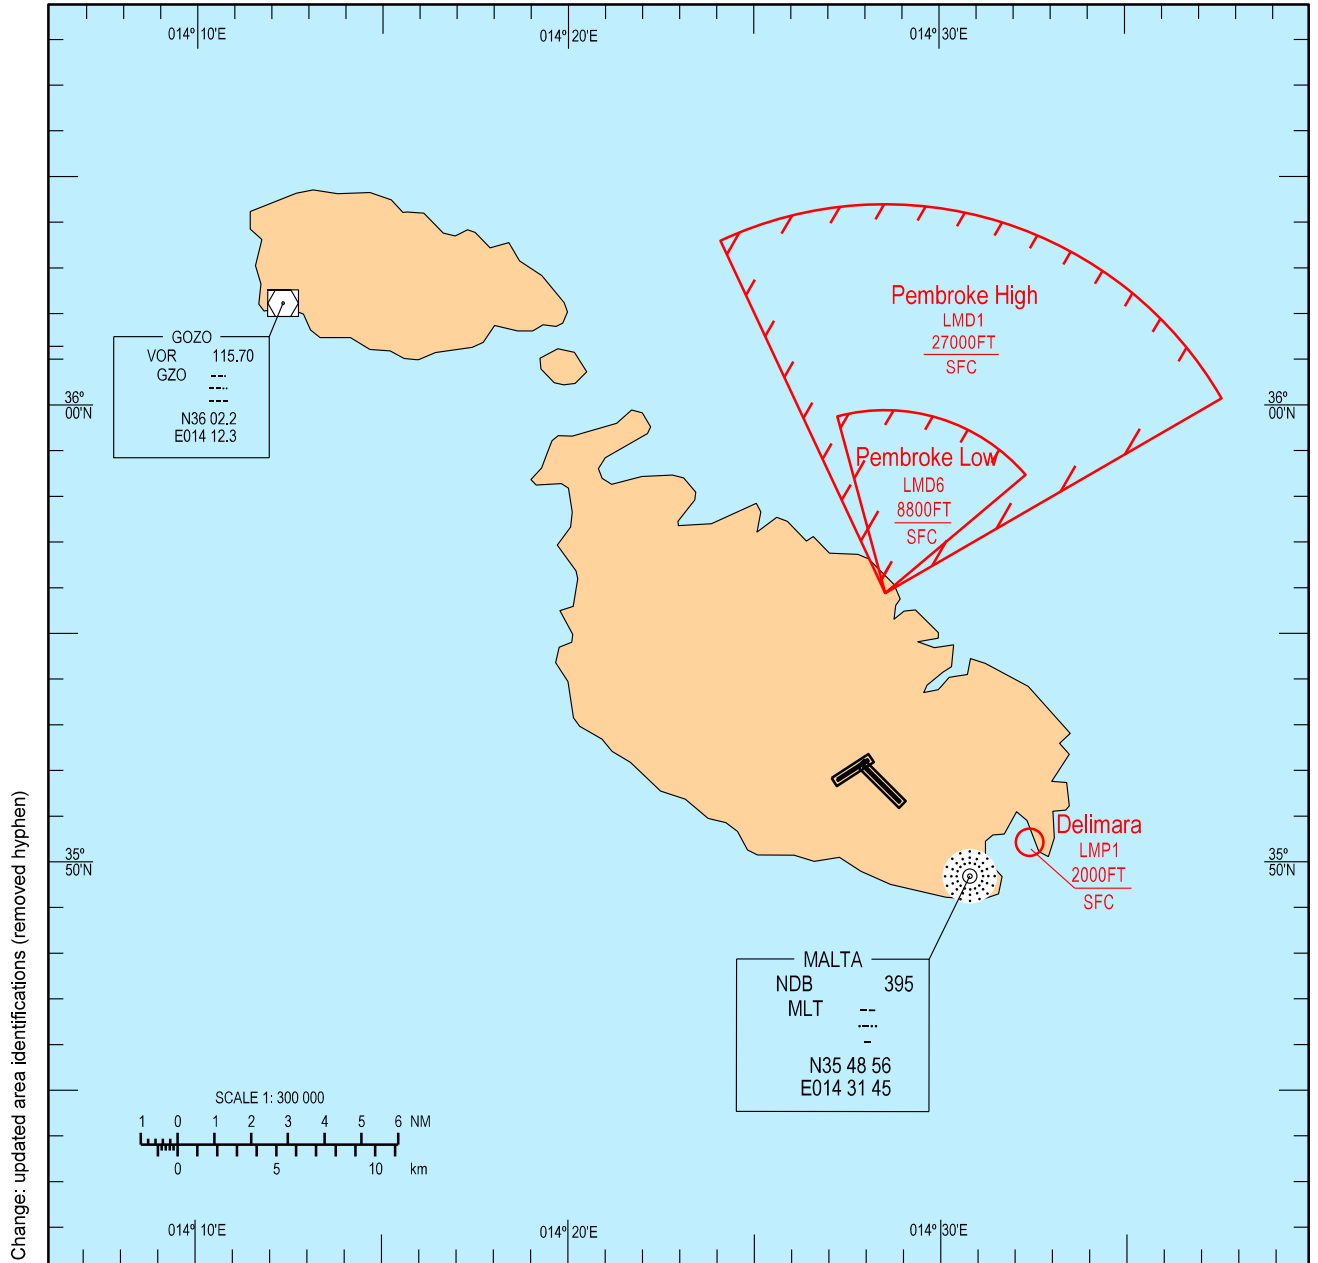 014° 10'E
014° 20'E
014° 30'E
Pembroke High
LMD1
27000FT
SFC
GOZO
VOR 115.70
GZO --·
--··
---
N36 02.2
E014 12.3
36°
00'N
36°
00'N
Pembroke Low
LMD6
8800FT
SFC
Delimara
LMP1
2000FT
SFC
35°
50'N
35°
50'N
MALTA
NDB 395
MLT --
·-··
-
N35 48 56
E014 31 45
SCALE 1: 300 000
1 0 1 2 3 4 5 6 NM
0 5 10 km
014° 10'E
014° 20'E
014° 30'E
Change: updated area identifications (removed hyphen)